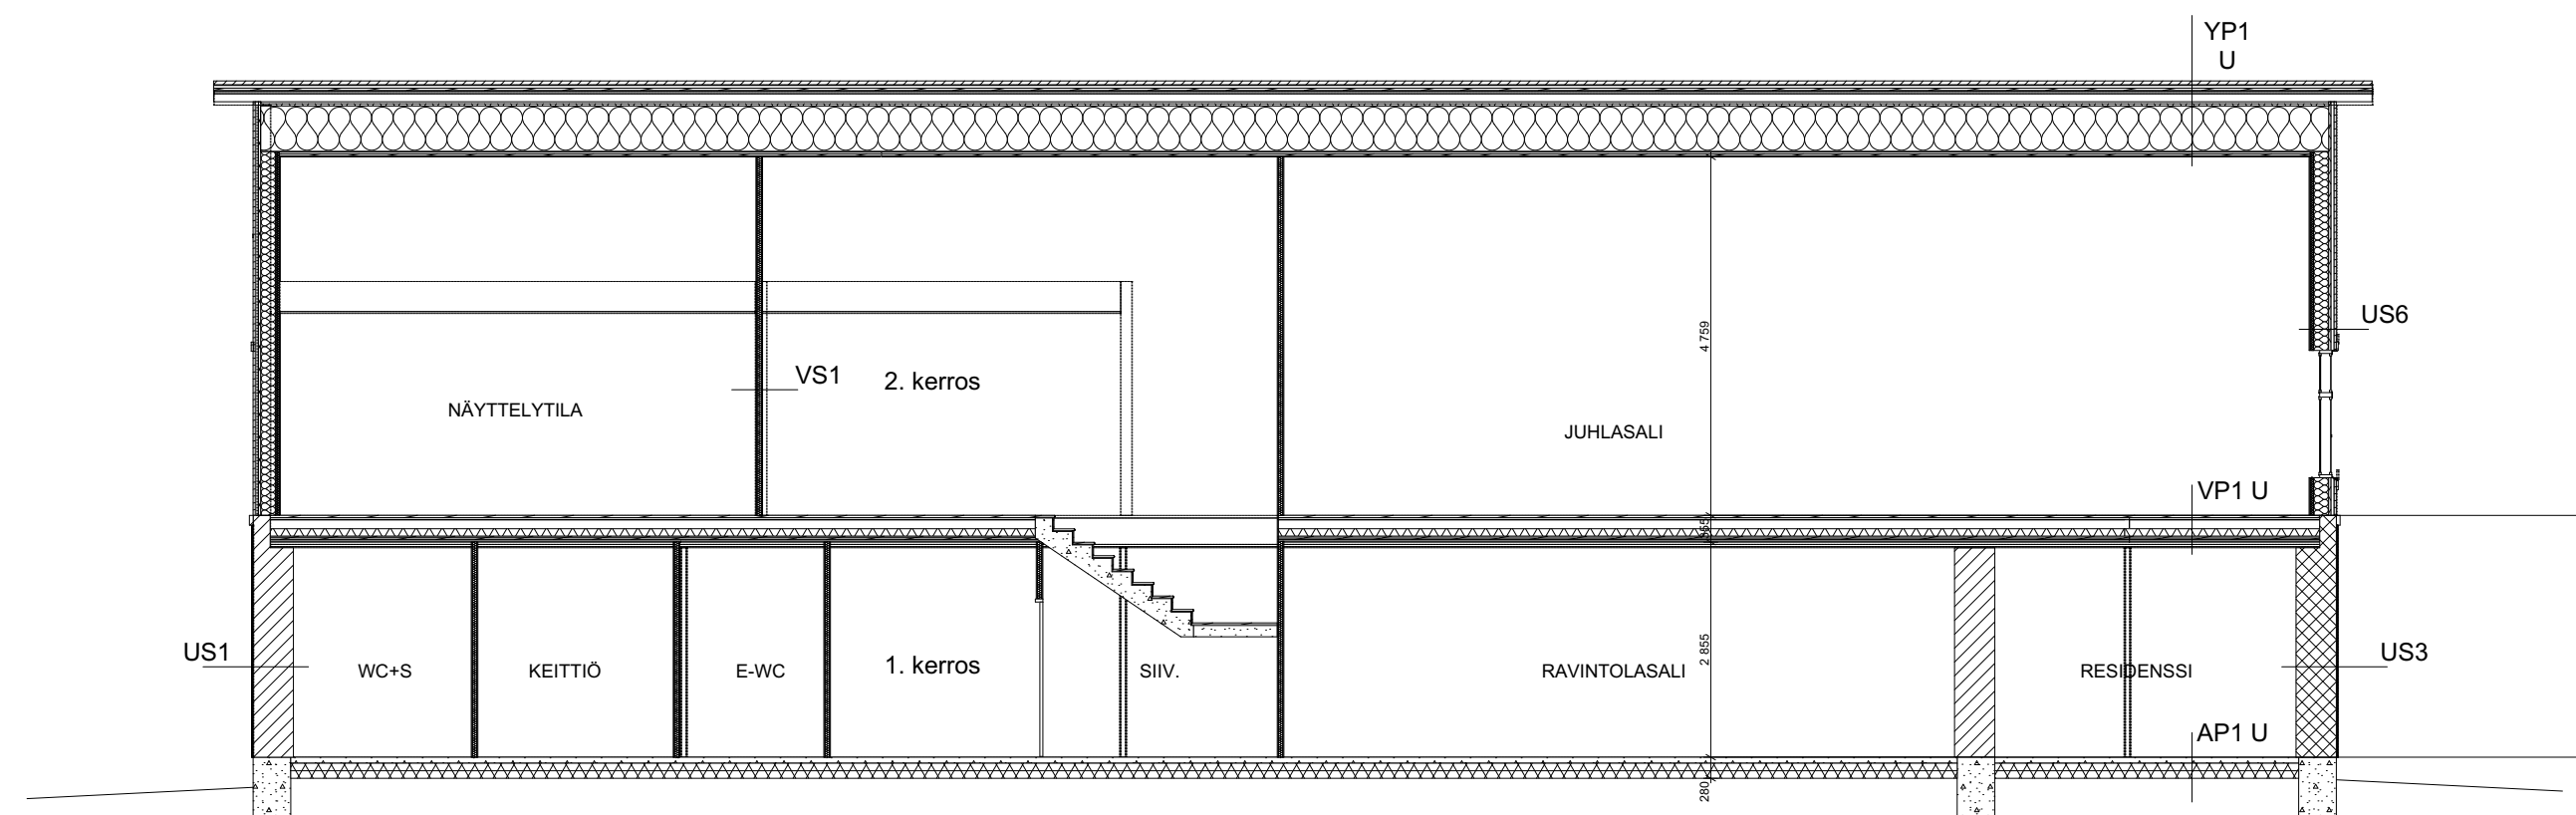 YP1
U
US6
4 759
VS1
2. kerros
NÄYTTELYTILA
JUHLASALI
VP1 U
365
US1
WC+S
KEITTIÖ
E-WC
1. kerros
SIIV.
RAVINTOLASALI
2 855
RESIDENSSI
US3
AP1 U
280